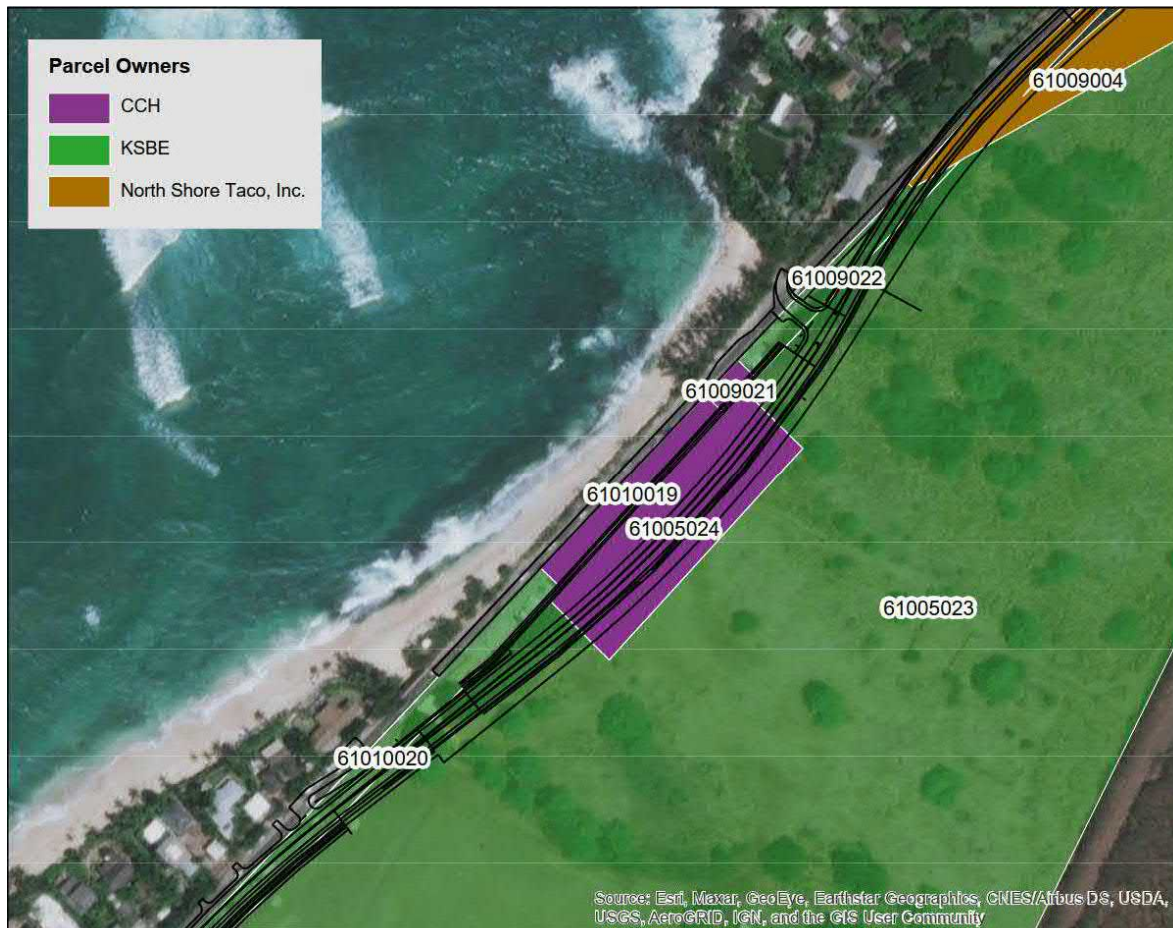 Parcel Owners
CCH
KSBE
North Shore Taco, Inc.
61009004
61009022
61009021
61010019
61005024
61005023
61010020
Source: Esri, Maxar, GeoEye, Earthstar Geographics, CNES/Airbus DS, USDA,
USGS, AeroGRID, IGN, and the GIS User Community